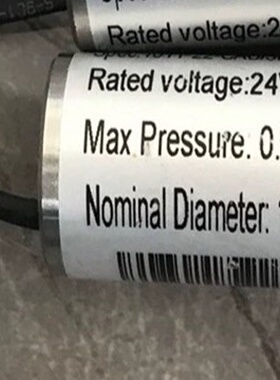 Rated voltage:2
Rated voltage:24
Max Pressure: 0.
Nominal Diameter: